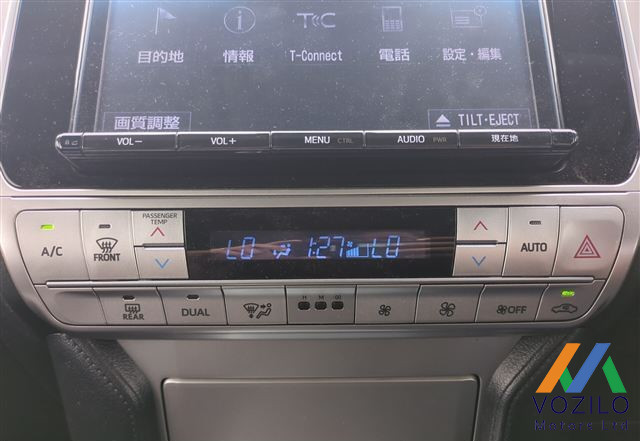 目的地 情報 T-Connect 電話 設定・編集
画質調整 TILT・EJECT
VOL− VOL+ MENU CTRL AUDIO PWR 現在地
PASSENGER
TEMP
A/C FRONT LO 1:27 LO AUTO
REAR DUAL H M OFF
VOZILO
Motors Ltd